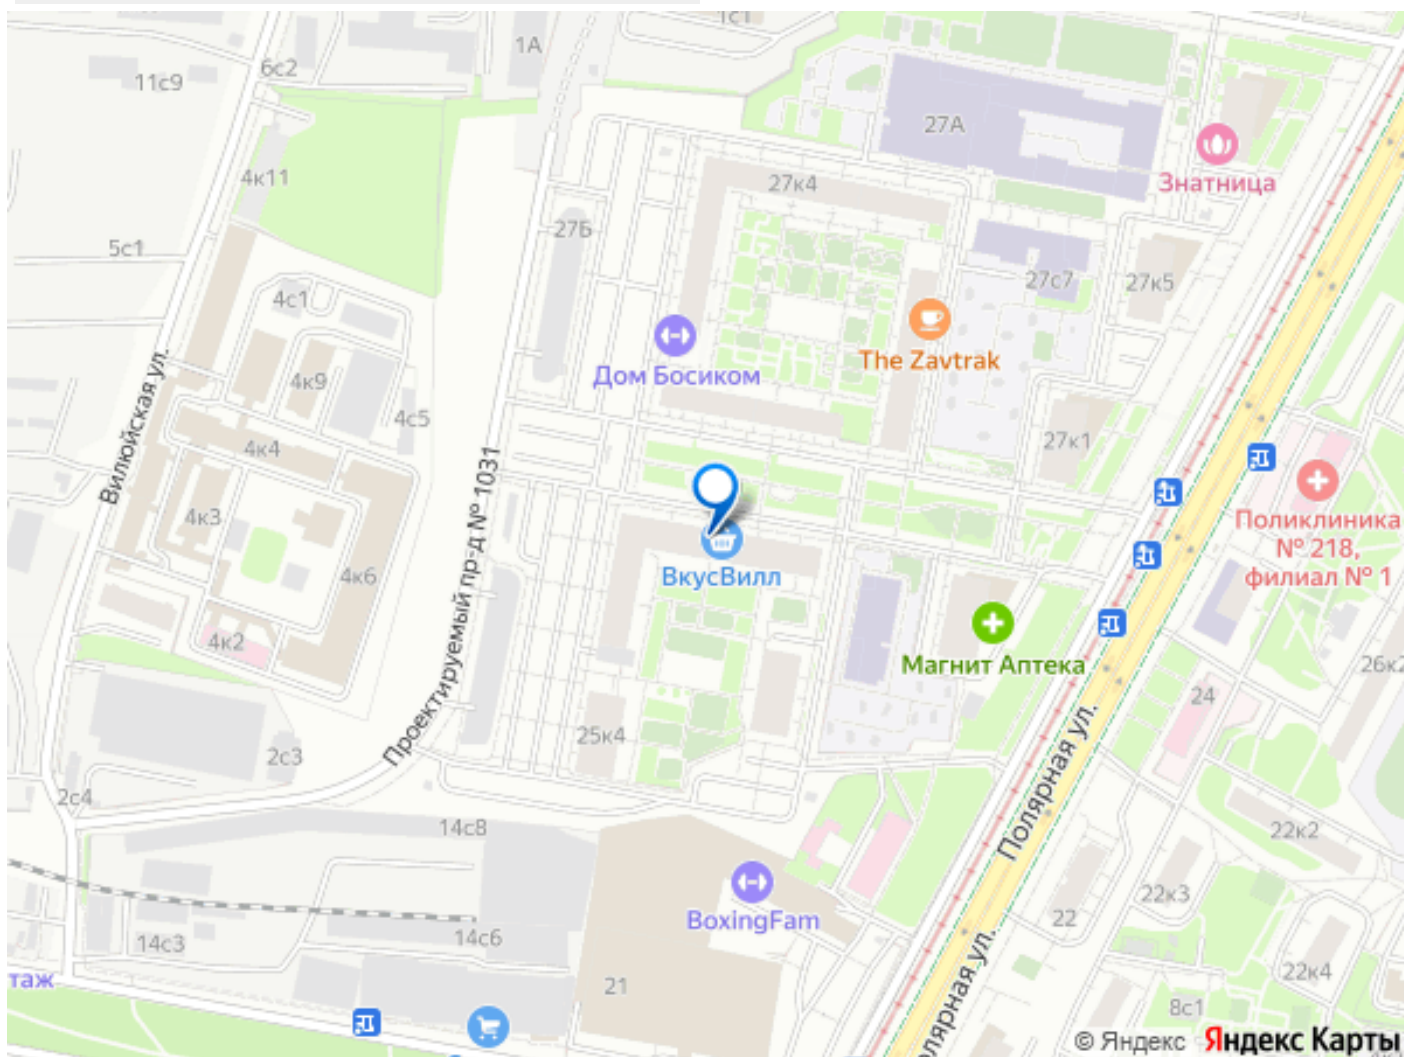 1с1
1А
6с2
11с9
27А
Знатница
4к11
27к4
27Б
5с1
27с7
27к5
4с1
The Zavtrak
Дом Босиком
4к9
4с5
Вилюйская ул.
27к1
4к4
Проектируемый пр-д № 1031
4к3
Поликлиника
№ 218,
филиал № 1
ВкусВилл
4к6
4к2
Магнит Аптека
26к2
24
25к4
2с3
2с4
Полярная ул.
14с8
22к2
22к3
BoxingFam
22
14с3
14с6
Полярная ул.
22к4
таж
21
8с1
© Яндекс Яндекс Карты